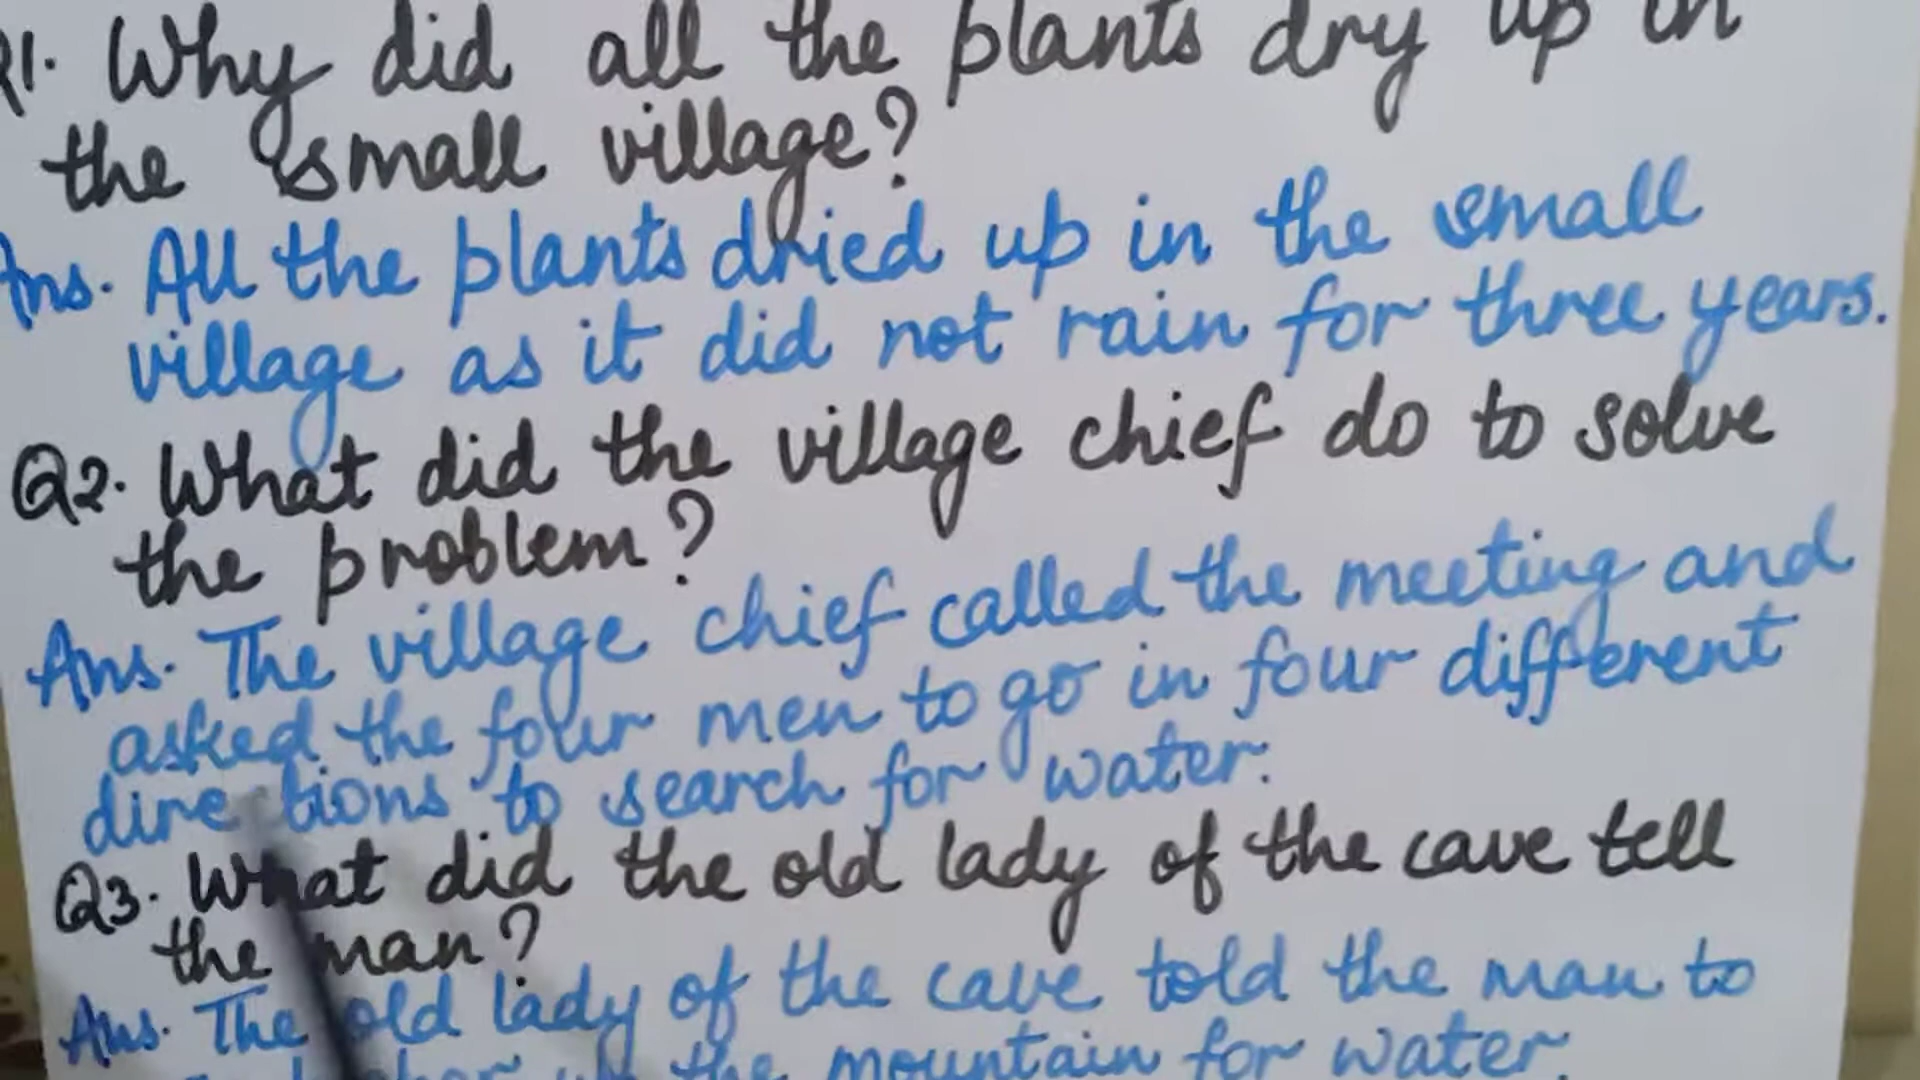 Q1. Why did all the plants dry up in
the small village?
Ans. All the plants dried up in the small
village as it did not rain for three years.
Q2. What did the village chief do to solve
the problem?
Ans. The village chief called the meeting and
asked the four men to go in four different
directions to search for water.
Q3. What did the old lady of the cave tell
the man?
Ans. The old lady of the cave told the man to
the mountain for water.